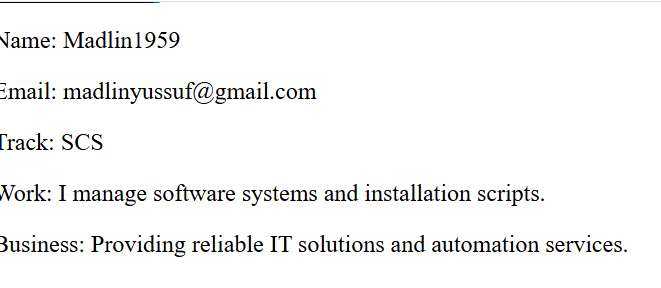 Name: Madlin1959
Email: madlinyussuf@gmail.com
Track: SCS
Work: I manage software systems and installation scripts.
Business: Providing reliable IT solutions and automation services.